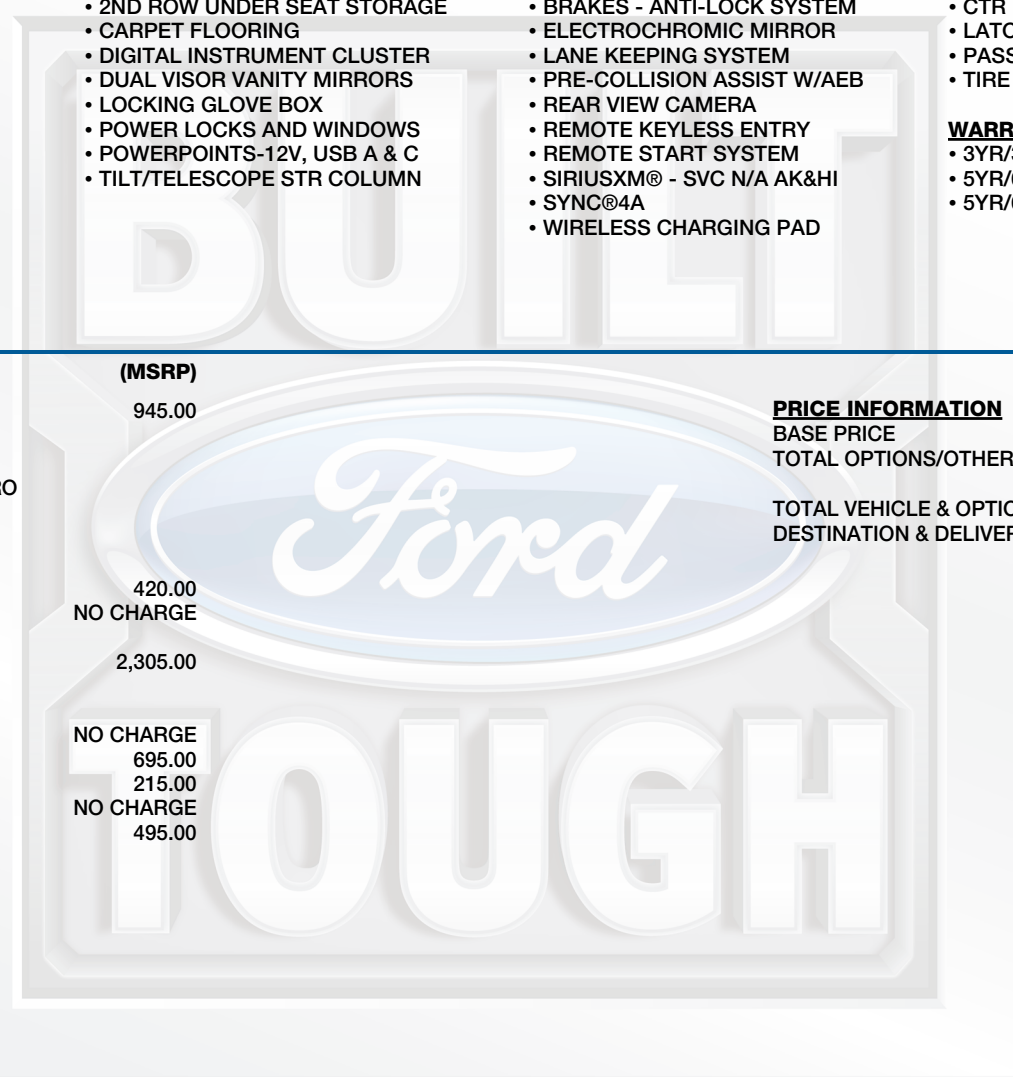 • 2ND ROW UNDER SEAT STORAGE
• CARPET FLOORING
• DIGITAL INSTRUMENT CLUSTER
• DUAL VISOR VANITY MIRRORS
• LOCKING GLOVE BOX
• POWER LOCKS AND WINDOWS
• POWERPOINTS-12V, USB A & C
• TILT/TELESCOPE STR COLUMN
• BRAKES - ANTI-LOCK SYSTEM
• ELECTROCHROMIC MIRROR
• LANE KEEPING SYSTEM
• PRE-COLLISION ASSIST W/AEB
• REAR VIEW CAMERA
• REMOTE KEYLESS ENTRY
• REMOTE START SYSTEM
• SIRIUSXM® - SVC N/A AK&HI
• SYNC®4A
• WIRELESS CHARGING PAD
• CTR
• LATC
• PASS
• TIRE
WARR
• 3YR/3
• 5YR/6
• 5YR/6
BUILT
Ford
TOUGH
RO
(MSRP)
945.00
420.00
NO CHARGE
2,305.00
NO CHARGE
695.00
215.00
NO CHARGE
495.00
PRICE INFORMATION
BASE PRICE
TOTAL OPTIONS/OTHER
TOTAL VEHICLE & OPTIO
DESTINATION & DELIVER